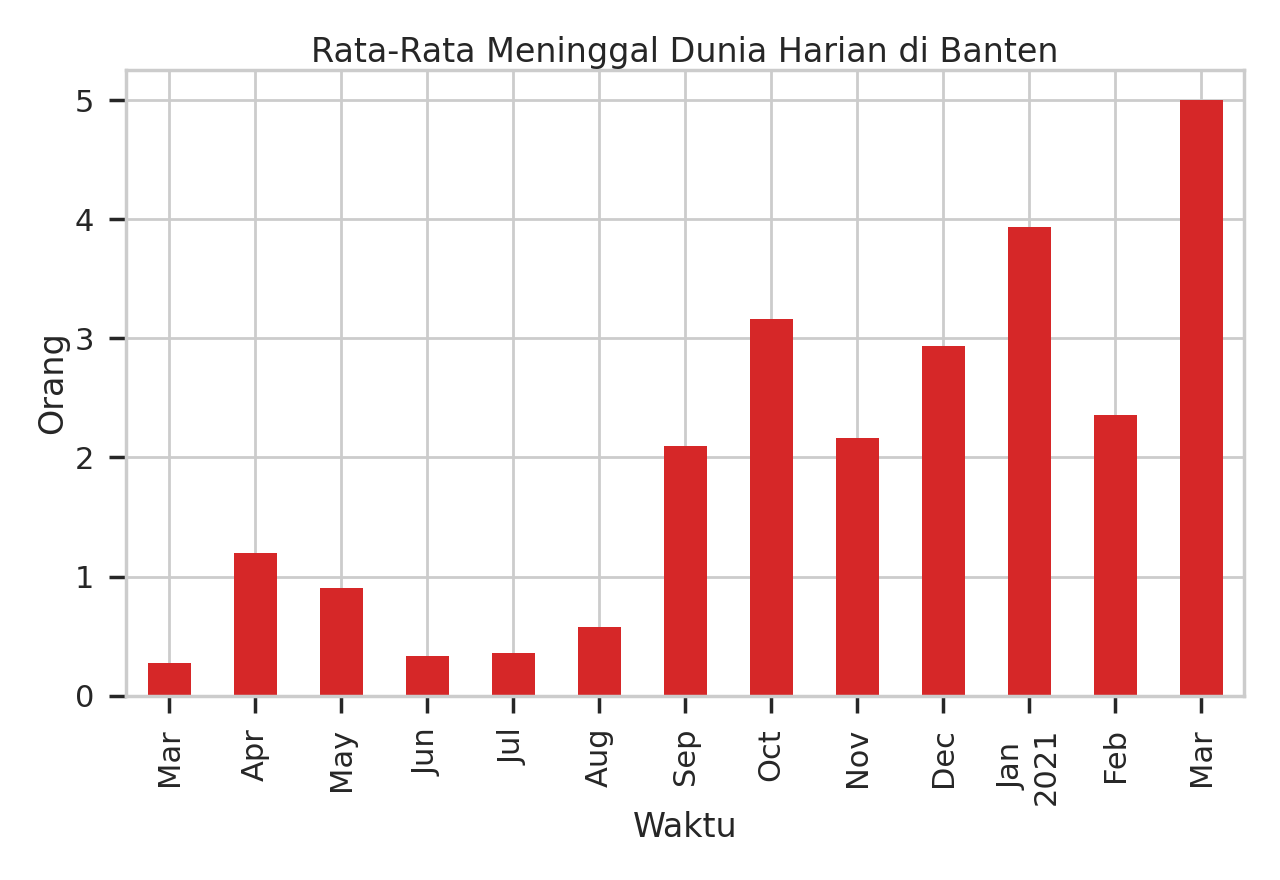 Rata-Rata Meninggal Dunia Harian di Banten
5
4
3
2
1
0
Orang
Mar
Apr
May
Jun
Jul
Aug
Sep
Oct
Nov
Dec
Jan
2021
Feb
Mar
Waktu